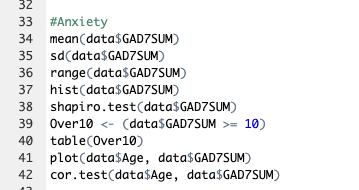 32
33 #Anxiety
34 mean(data$GAD7SUM)
35 sd(data$GAD7SUM)
36 range(data$GAD7SUM)
37 hist(data$GAD7SUM)
38 shapiro.test(data$GAD7SUM)
39 Over10 <- (data$GAD7SUM >= 10)
40 table(Over10)
41 plot(data$Age, data$GAD7SUM)
42 cor.test(data$Age, data$GAD7SUM)